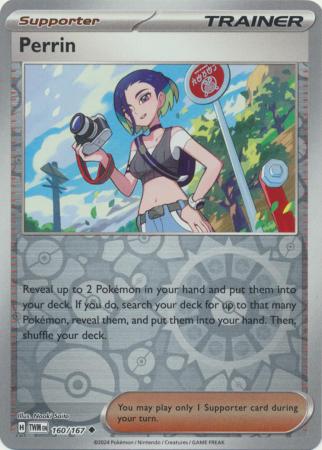 Supporter
TRAINER
Perrin
Reveal up to 2 Pokémon in your hand and put them into
your deck. If you do, search your deck for up to that many
Pokémon, reveal them, and put them into your hand. Then,
shuffle your deck.
Illus. Naoki Saito
H TWM EN 160/167
You may play only 1 Supporter card during
your turn.
©2024 Pokémon / Nintendo / Creatures / GAME FREAK